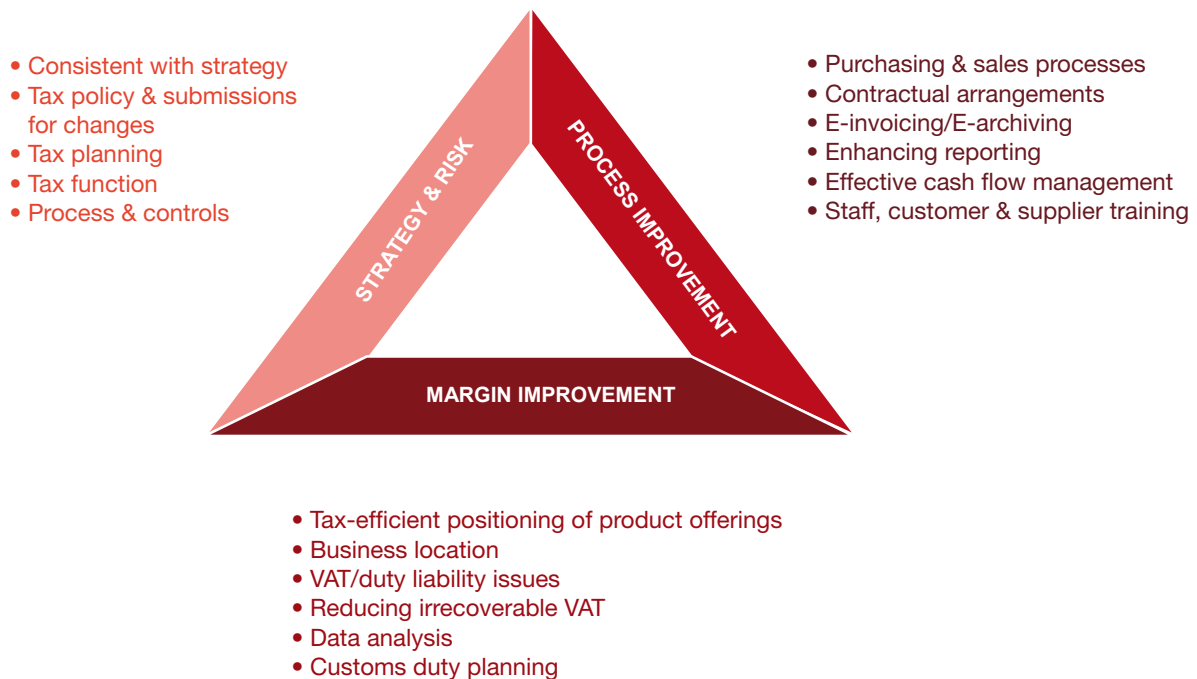 • Consistent with strategy
• Tax policy & submissions
for changes
• Tax planning
• Tax function
• Process & controls
STRATEGY & RISK
PROCESS IMPROVEMENT
MARGIN IMPROVEMENT
• Purchasing & sales processes
• Contractual arrangements
• E-invoicing/E-archiving
• Enhancing reporting
• Effective cash flow management
• Staff, customer & supplier training
• Tax-efficient positioning of product offerings
• Business location
• VAT/duty liability issues
• Reducing irrecoverable VAT
• Data analysis
• Customs duty planning